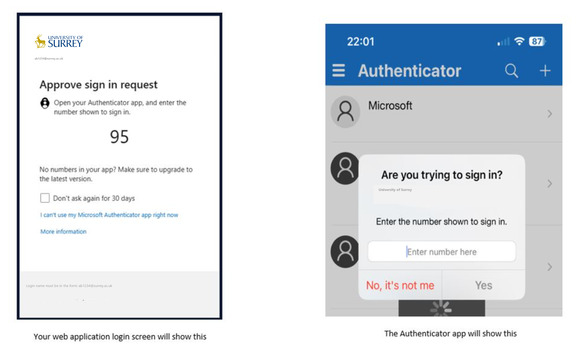 UNIVERSITY OF
SURREY
Approve sign in request
Open your Authenticator app, and enter the
number shown to sign in.
95
No numbers in your app? Make sure to upgrade to
the latest version.
Don't ask again for 30 days
I can't use my Microsoft Authenticator app right now
More information
Your web application login screen will show this
22:01
87
Authenticator
Microsoft
Are you trying to sign in?
University of Surrey
Enter the number shown to sign in.
Enter number here
No, it's not me
Yes
The Authenticator app will show this